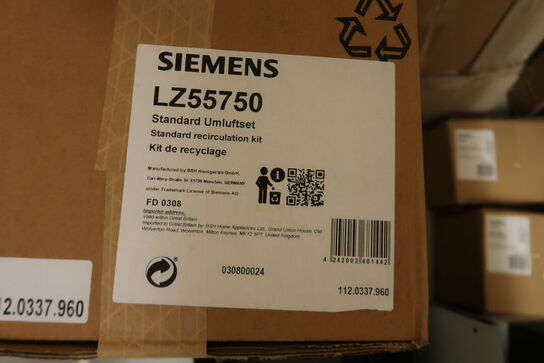 SIEMENS
LZ55750
Standard Umluftset
Standard recirculation kit
Kit de recyclage
Manufactured by BSH Hausgeräte GmbH,
Carl-Wery-Straße 34, 81739 München, GERMANY
under Trademark License of Siemens AG
FD 0308
Importer address:
Valid within Great Britain
Imported to Great Britain by: BSH Home Appliances Ltd., Grand Union House, Old
Wolverton Road, Wolverton, Milton Keynes, MK12 5PT, United Kingdom
4 242003 601442
030800024
112.0337.960
12.0337.960